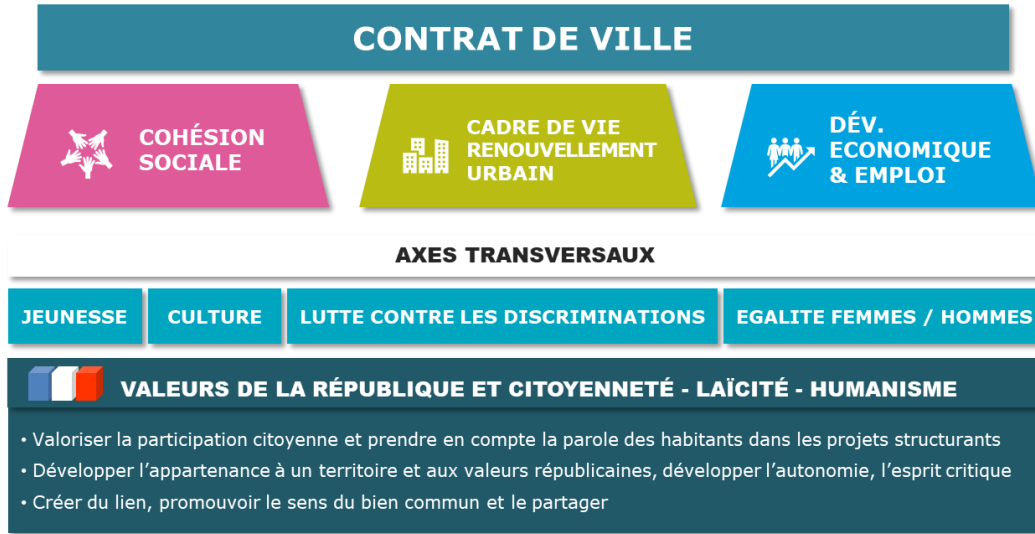 CONTRAT DE VILLE
COHÉSION
SOCIALE
CADRE DE VIE
RENOUVELLEMENT
URBAIN
DÉV.
ECONOMIQUE
& EMPLOI
AXES TRANSVERSAUX
JEUNESSE
CULTURE
LUTTE CONTRE LES DISCRIMINATIONS
EGALITE FEMMES / HOMMES
VALEURS DE LA RÉPUBLIQUE ET CITOYENNETÉ - LAÏCITÉ - HUMANISME
• Valoriser la participation citoyenne et prendre en compte la parole des habitants dans les projets structurants
• Développer l’appartenance à un territoire et aux valeurs républicaines, développer l’autonomie, l’esprit critique
• Créer du lien, promouvoir le sens du bien commun et le partager